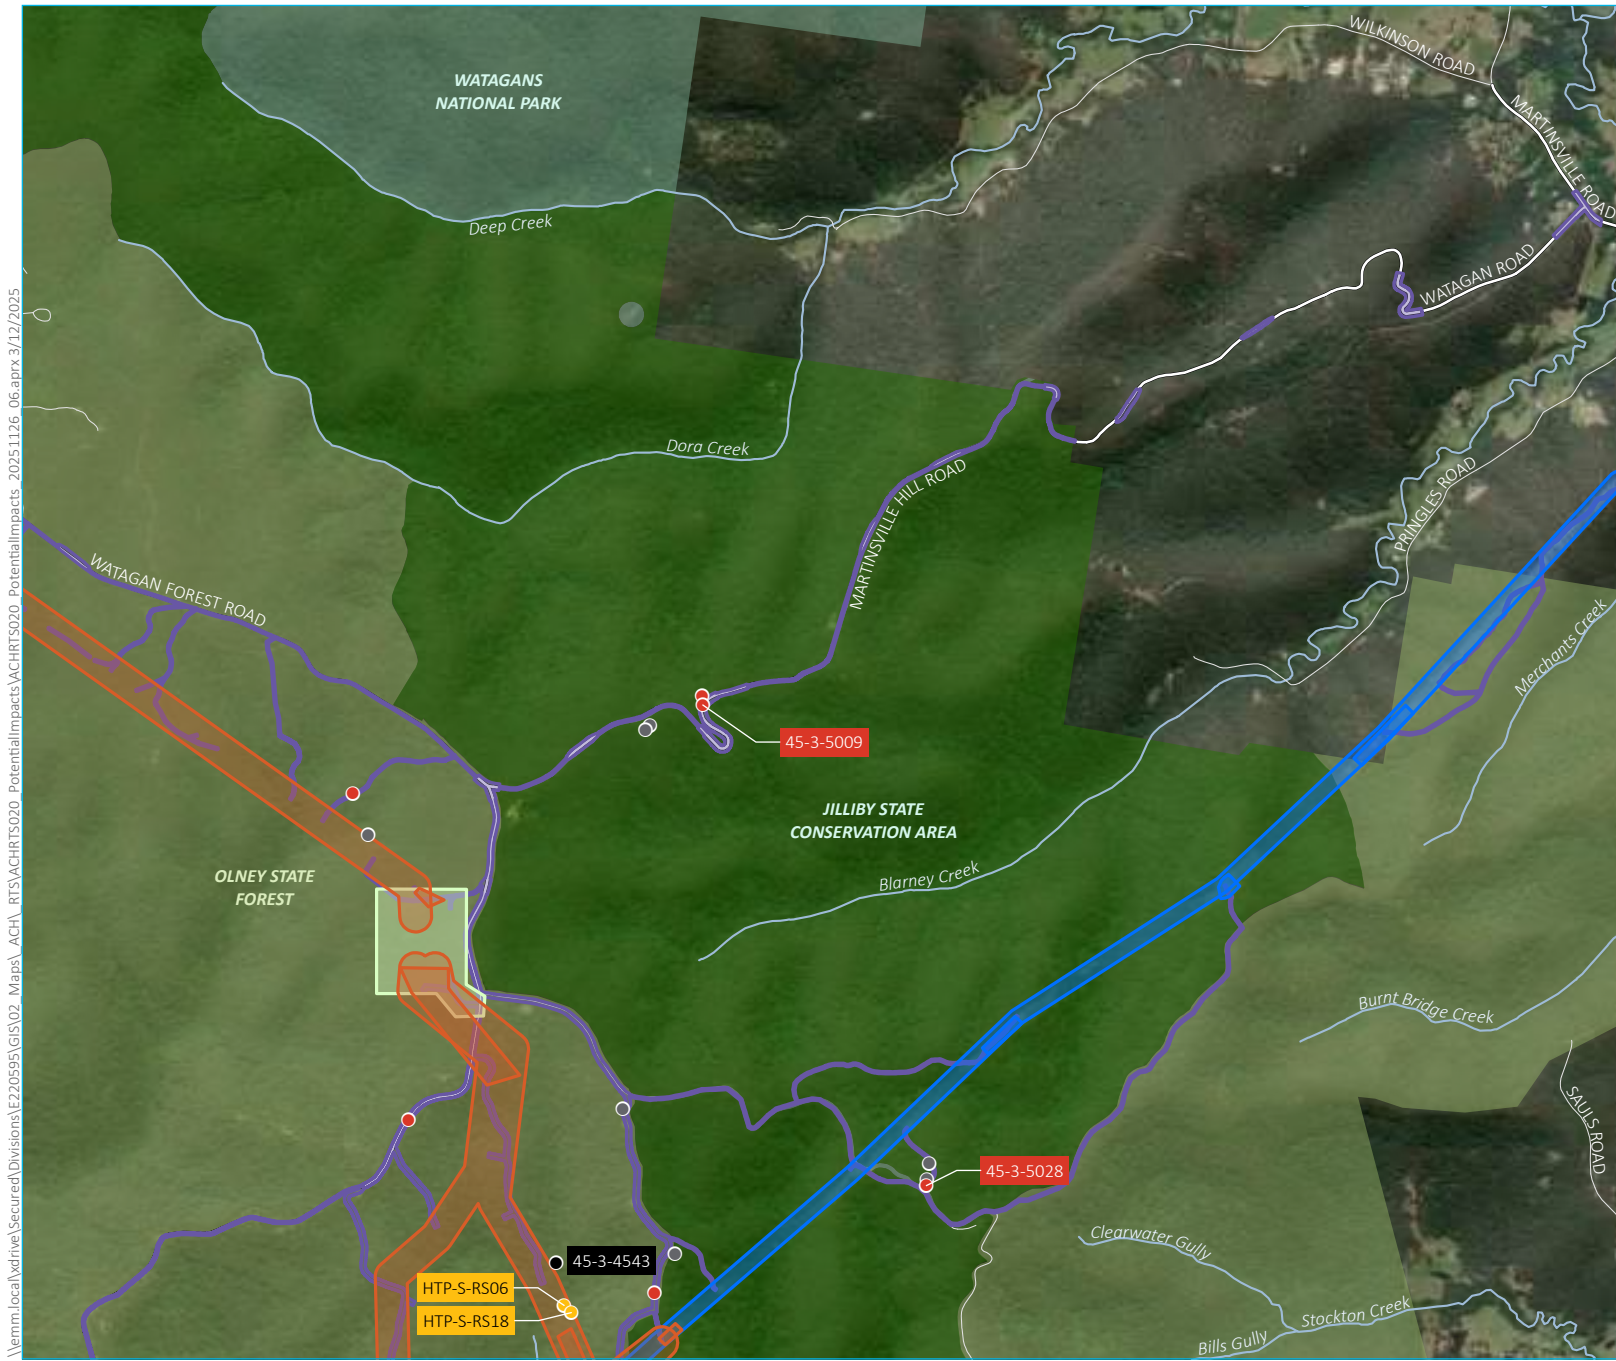 WATAGANS
NATIONAL PARK
WILKINSON ROAD
MARTINSVILLE ROAD
Deep Creek
WATAGAN ROAD
Dora Creek
MARTINSVILLE HILL ROAD
PRINGLES ROAD
WATAGAN FOREST ROAD
Merchants Creek
45-3-5009
JILLIBY STATE
CONSERVATION AREA
OLNEY STATE
FOREST
Blarney Creek
Burnt Bridge Creek
SAULS ROAD
45-3-5028
Clearwater Gully
45-3-4543
HTP-S-RS06
HTP-S-RS18
Stockton Creek
Bills Gully
\\emm.local\xdrive\Secured\Divisions\E220595\GIS\02_Maps\_ACH\_RTS\ACHRTS020_PotentialImpacts\ACHRTS020_PotentialImpacts_20251126_06.aprx 3/12/2025